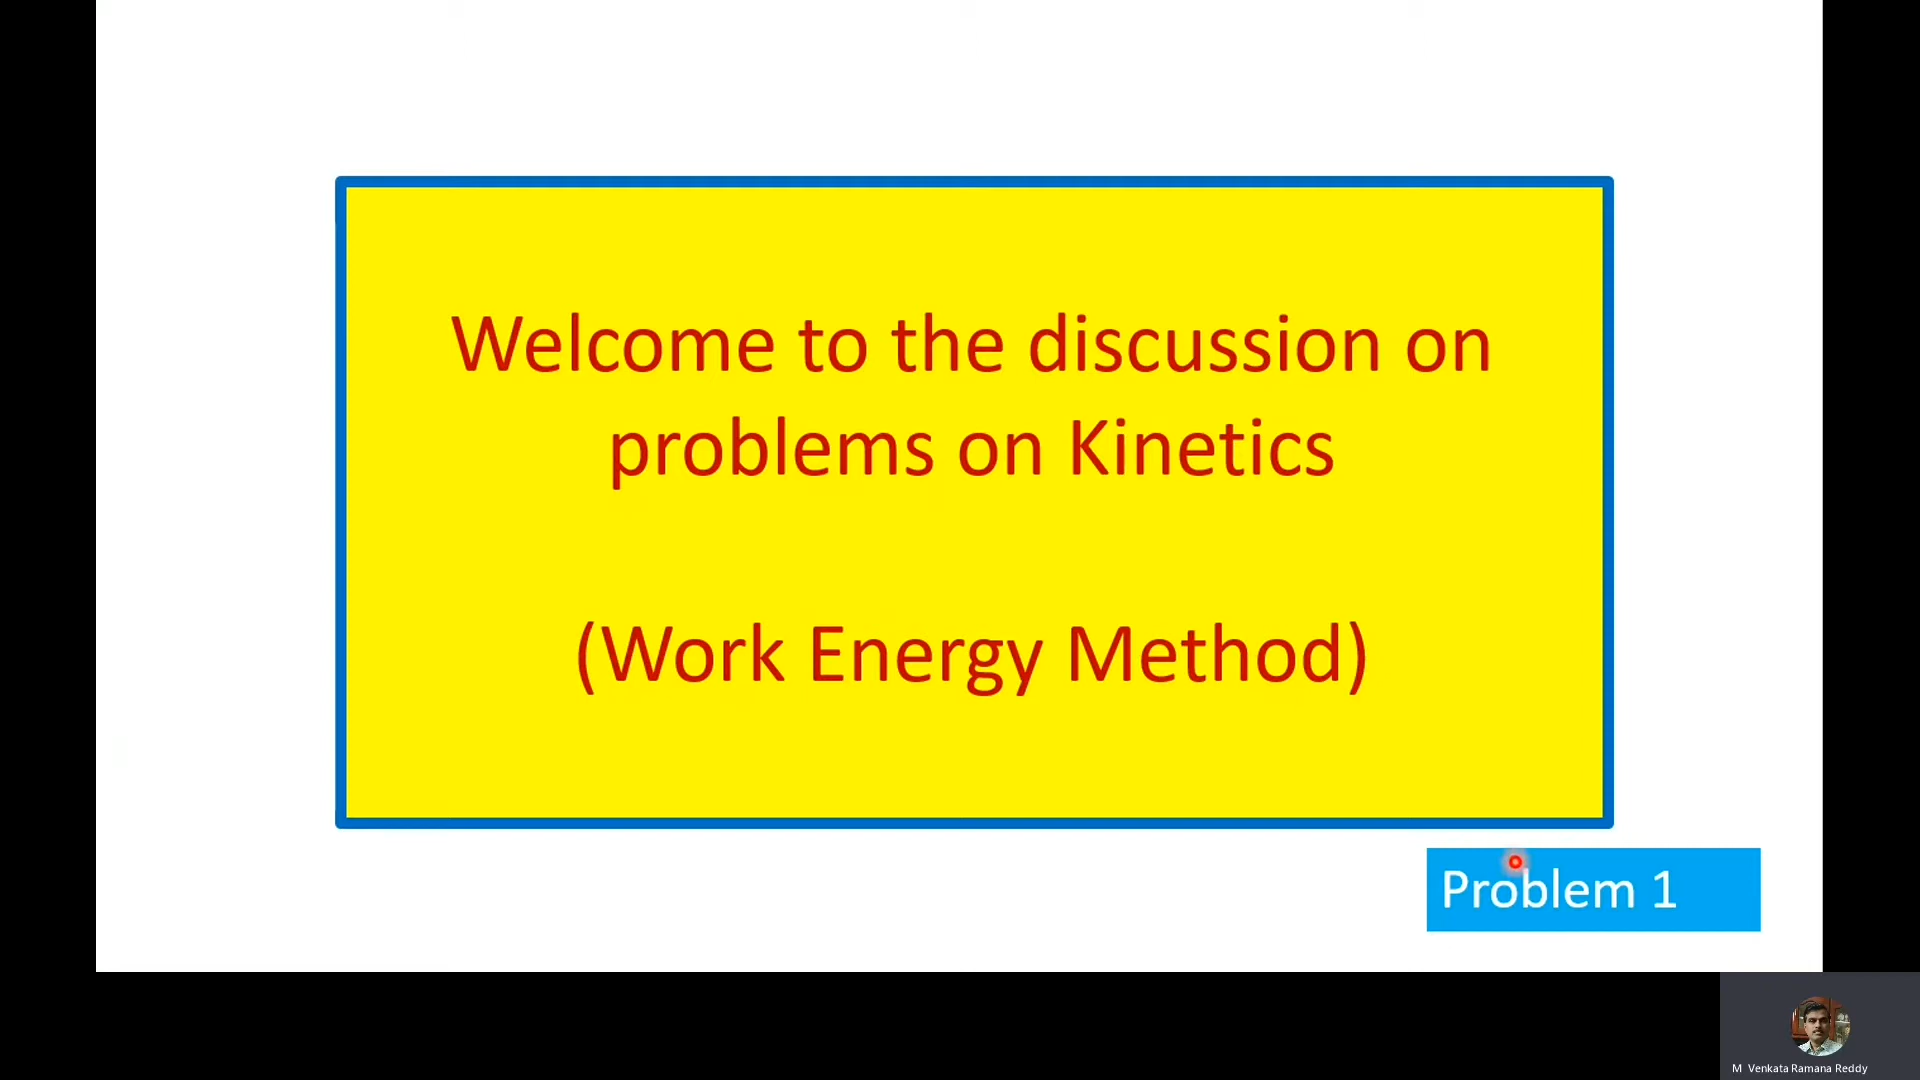 Welcome to the discussion on
problems on Kinetics
(Work Energy Method)
Problem 1
M Venkata Ramana Reddy